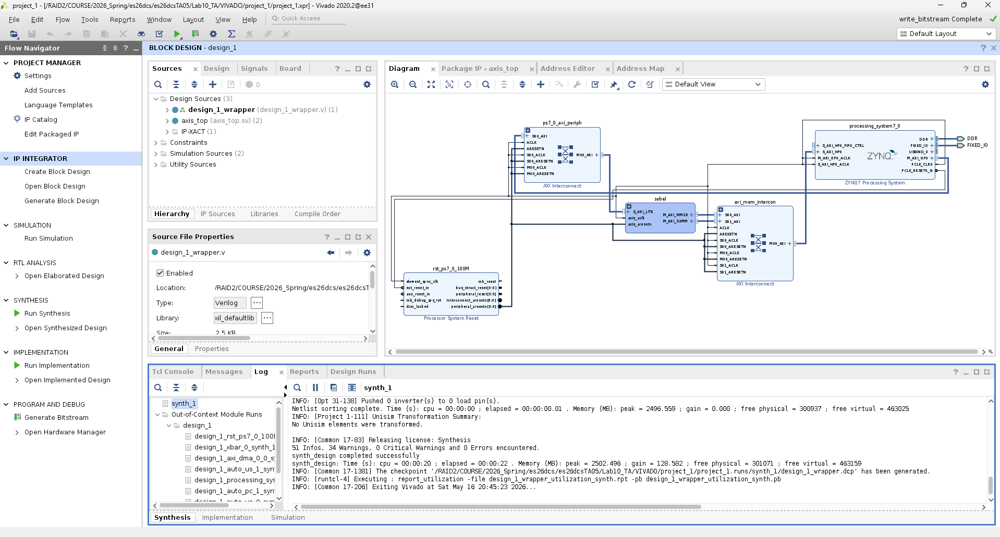 project_1 - [/RAID2/COURSE/2026_Spring/es26dcs/es26dcsTA05/Lab10_TA/VIVADO/project_1/project_1.xpr] - Vivado 2020.2@ee31
File Edit Flow Tools Reports Window Layout View Help Quick Access
write_bitstream Complete
Default Layout
Flow Navigator
PROJECT MANAGER
Settings
Add Sources
Language Templates
IP Catalog
Edit Packaged IP
IP INTEGRATOR
Create Block Design
Open Block Design
Generate Block Design
SIMULATION
Run Simulation
RTL ANALYSIS
Open Elaborated Design
SYNTHESIS
Run Synthesis
Open Synthesized Design
IMPLEMENTATION
Run Implementation
Open Implemented Design
PROGRAM AND DEBUG
Generate Bitstream
Open Hardware Manager
BLOCK DESIGN - design_1
Sources Design Signals Board
0
Design Sources (3)
design_1_wrapper (design_1_wrapper.v) (1)
axis_top (axis_top.sv) (2)
IP-XACT (1)
Constraints
Simulation Sources (2)
Utility Sources
Hierarchy IP Sources Libraries Compile Order
Source File Properties
design_1_wrapper.v
Enabled
Location: /RAID2/COURSE/2026_Spring/es26dcs/es26dcsT
Type: Verilog
Library: xil_defaultlib
Size: 2.5 KB
General Properties
Diagram Package IP - axis_top Address Editor Address Map
Default View
ps7_0_axi_periph
S00_AXI
ACLK
ARESETN
S00_ACLK
S00_ARESETN
M00_ACLK
M00_ARESETN
M00_AXI
AXI Interconnect
processing_system7_0
S_AXI_HP0_FIFO_CTRL
S_AXI_HP0
M_AXI_GP0_ACLK
S_AXI_HP0_ACLK
ZYNQ
DDR
FIXED_IO
USBIND_0
M_AXI_GP0
FCLK_CLK0
FCLK_RESET0_N
ZYNQ7 Processing System
DDR
FIXED_IO
sobel
S_AXI_LITE
axis_aclk
axis_aresetn
M_AXI_MM2S
M_AXI_S2MM
axi_mem_intercon
S00_AXI
S01_AXI
ACLK
ARESETN
S00_ACLK
S00_ARESETN
M00_ACLK
M00_ARESETN
S01_ACLK
S01_ARESETN
M00_AXI
AXI Interconnect
rst_ps7_0_100M
slowest_sync_clk
ext_reset_in
aux_reset_in
mb_debug_sys_rst
dcm_locked
mb_reset
bus_struct_reset[0:0]
peripheral_reset[0:0]
interconnect_aresetn[0:0]
peripheral_aresetn[0:0]
Processor System Reset
Tcl Console Messages Log Reports Design Runs
synth_1
synth_1
Out-of-Context Module Runs
design_1
design_1_rst_ps7_0_100
design_1_xbar_0_synth_1
design_1_axi_dma_0_0_s
design_1_auto_us_1_syn
design_1_processing_sys
design_1_auto_pc_1_syn
design_1_auto_us_0_syn
INFO: [Opt 31-138] Pushed 0 inverter(s) to 0 load pin(s).
Netlist sorting complete. Time (s): cpu = 00:00:00 ; elapsed = 00:00:00.01 . Memory (MB): peak = 2496.559 ; gain = 0.000 ; free physical = 300937 ; free virtual = 463025
INFO: [Project 1-111] Unisim Transformation Summary:
No Unisim elements were transformed.
INFO: [Common 17-83] Releasing license: Synthesis
51 Infos, 34 Warnings, 0 Critical Warnings and 0 Errors encountered.
synth_design completed successfully
synth_design: Time (s): cpu = 00:00:20 ; elapsed = 00:00:22 . Memory (MB): peak = 2502.496 ; gain = 128.582 ; free physical = 301071 ; free virtual = 463159
INFO: [Common 17-1381] The checkpoint '/RAID2/COURSE/2026_Spring/es26dcs/es26dcsTA05/Lab10_TA/VIVADO/project_1/project_1.runs/synth_1/design_1_wrapper.dcp' has been generated.
INFO: [runtcl-4] Executing : report_utilization -file design_1_wrapper_utilization_synth.rpt -pb design_1_wrapper_utilization_synth.pb
INFO: [Common 17-206] Exiting Vivado at Sat May 16 20:45:23 2026...
Synthesis Implementation Simulation